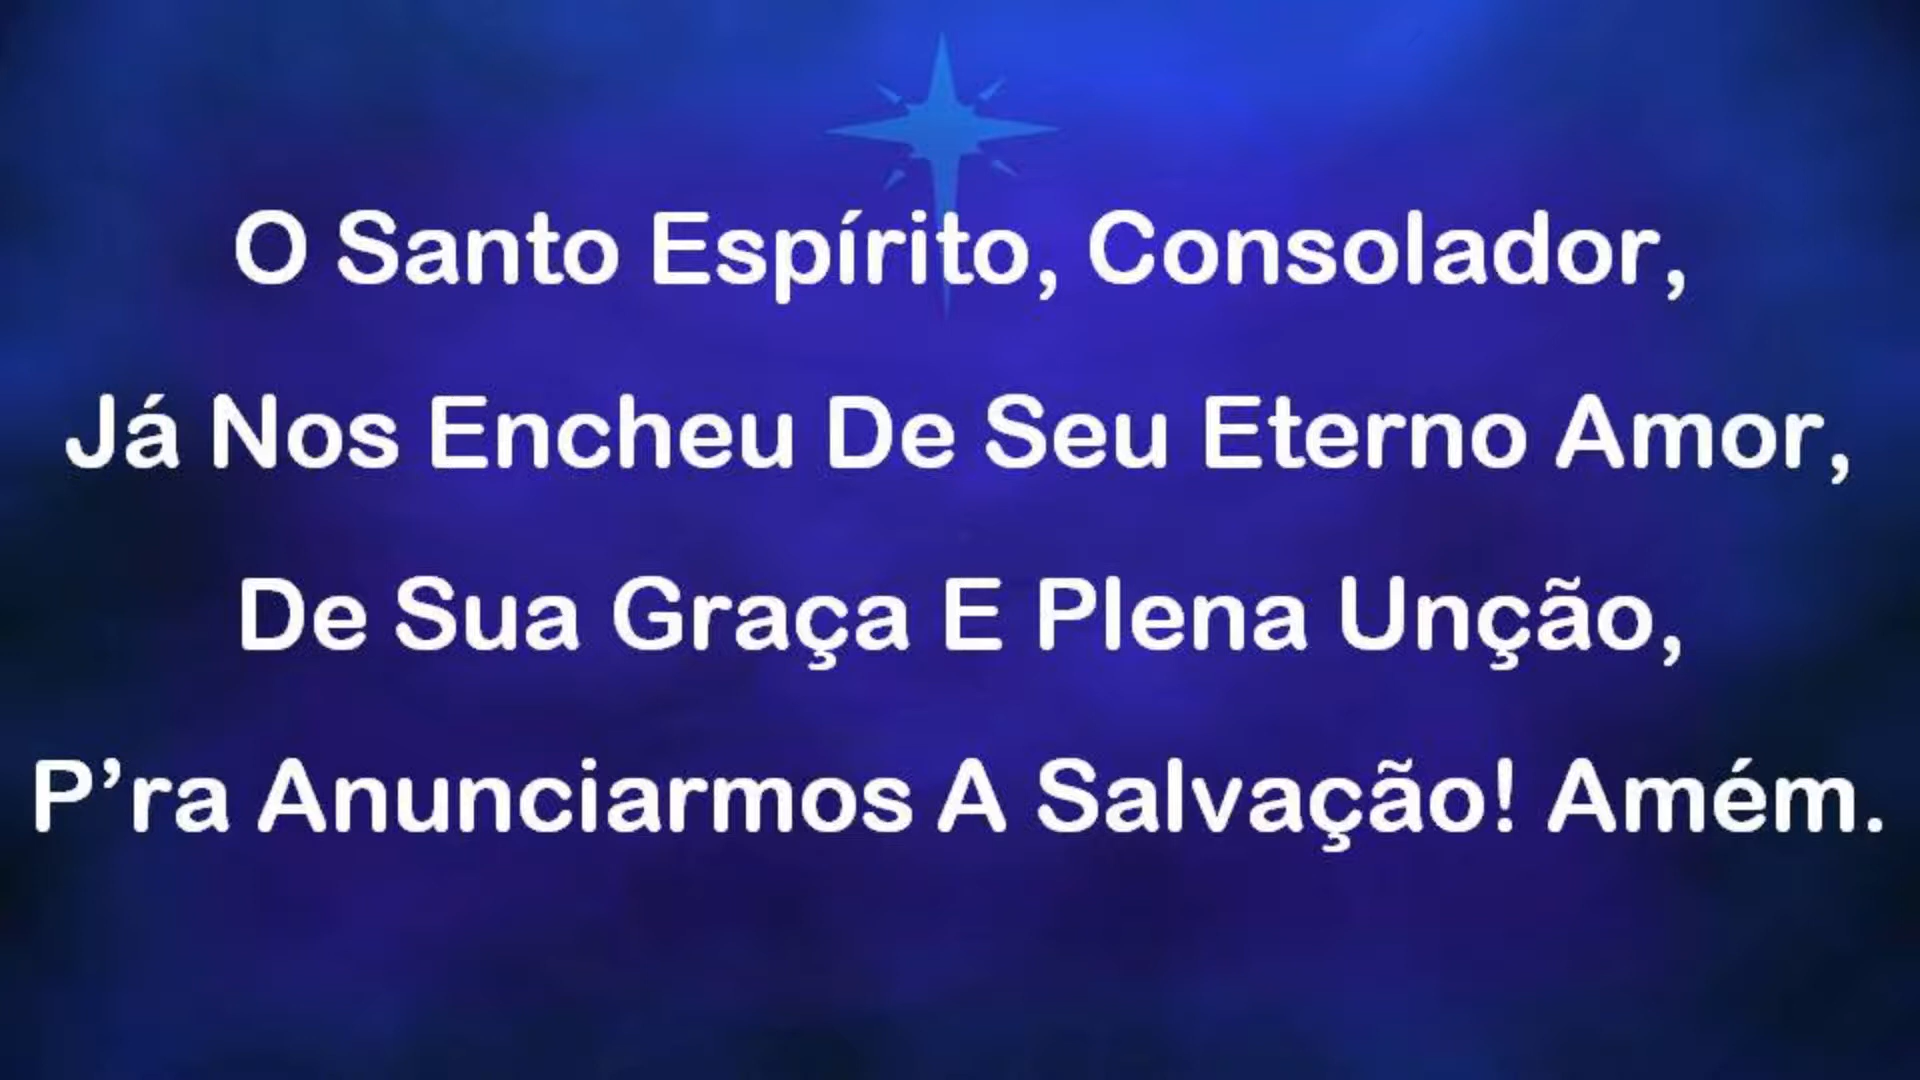 O Santo Espírito, Consolador,
Já Nos Encheu De Seu Eterno Amor,
De Sua Graça E Plena Unção,
P’ra Anunciarmos A Salvação! Amém.